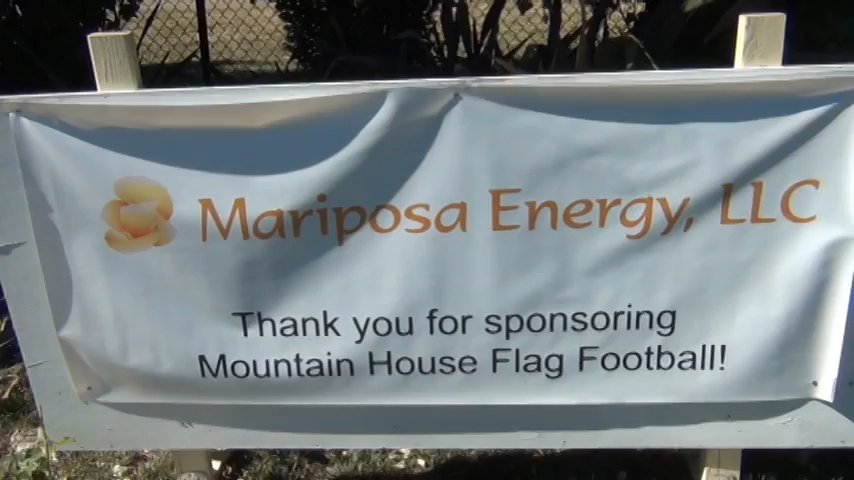 Mariposa Energy, LLC
Thank you for sponsoring
Mountain House Flag Football!